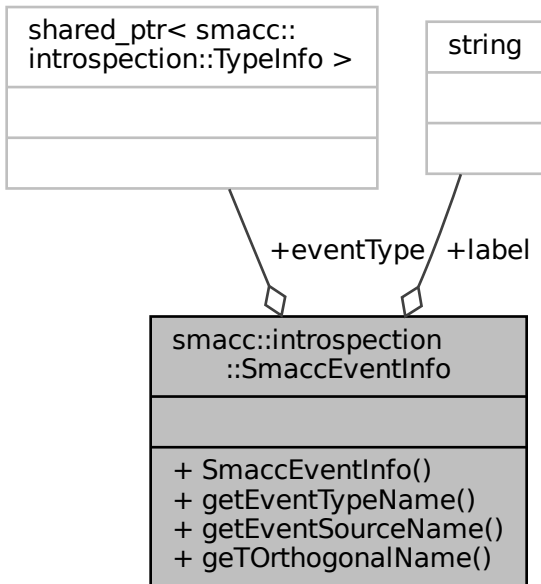 shared_ptr< smacc::
introspection::TypeInfo >
string
+eventType
+label
smacc::introspection
::SmaccEventInfo
+ SmaccEventInfo()
+ getEventTypeName()
+ getEventSourceName()
+ geTOrthogonalName()